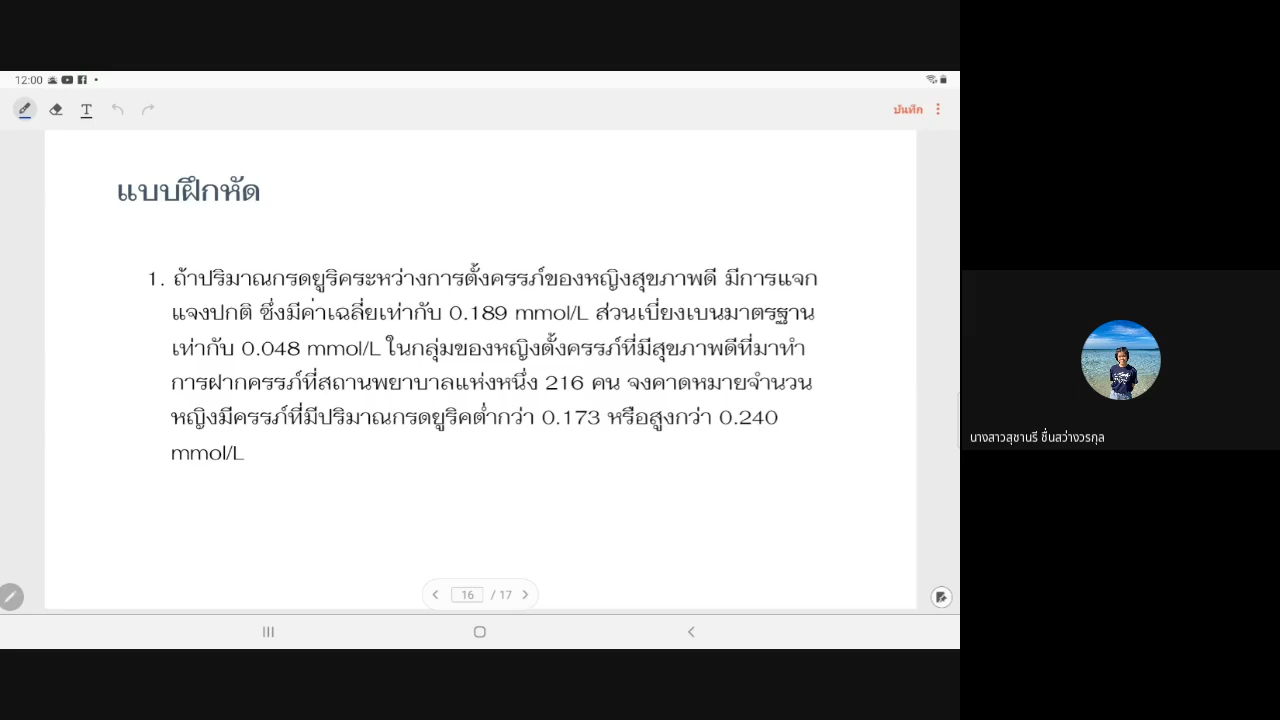 12:00
T
บันทึก
แบบฝึกหัด
1. ถ้าปริมาณกรดยูริคระหว่างการตั้งครรภ์ของหญิงสุขภาพดี มีการแจก
แจงปกติ ซึ่งมีค่าเฉลี่ยเท่ากับ 0.189 mmol/L ส่วนเบี่ยงเบนมาตรฐาน
เท่ากับ 0.048 mmol/L ในกลุ่มของหญิงตั้งครรภ์ที่มีสุขภาพดีที่มาทำ
การฝากครรภ์ที่สถานพยาบาลแห่งหนึ่ง 216 คน จงคาดหมายจำนวน
หญิงมีครรภ์ที่มีปริมาณกรดยูริคต่ำกว่า 0.173 หรือสูงกว่า 0.240
mmol/L
นางสาวสุชานรี ชื่นสว่างวรกุล
16 / 17